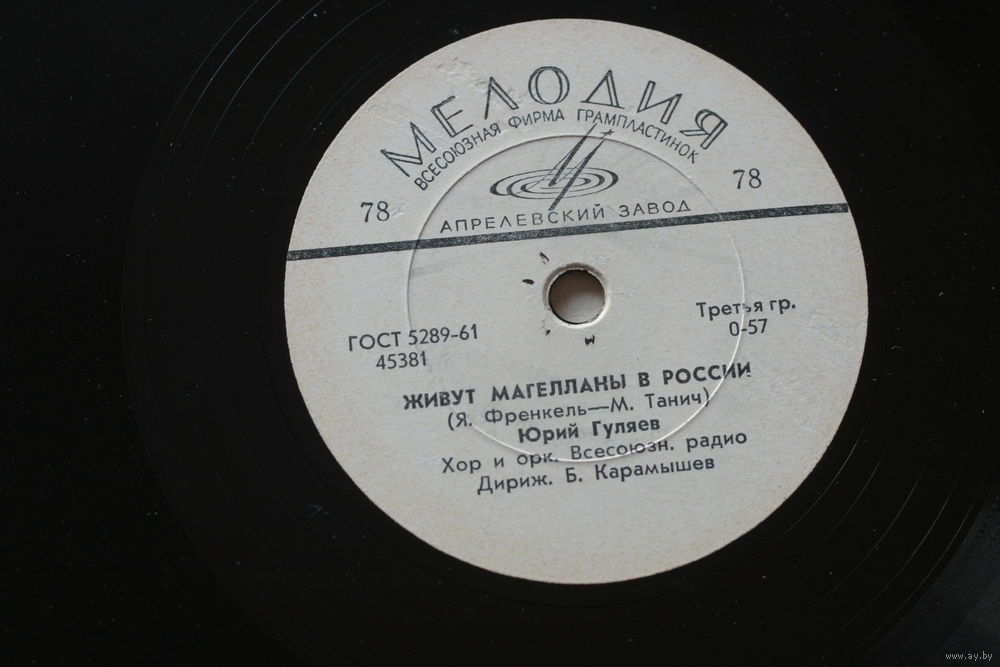 МЕЛОДИЯ
ВСЕСОЮЗНАЯ ФИРМА ГРАМПЛАСТИНОК
78
78
АПРЕЛЕВСКИЙ ЗАВОД
ГОСТ 5289-61
45381
Третья гр.
0-57
ЖИВУТ МАГЕЛЛАНЫ В РОССИИ
(Я. Френкель—М. Танич)
Юрий Гуляев
Хор и орк. Всесоюзн. радио
Дириж. Б. Карамышев
www.ay.by